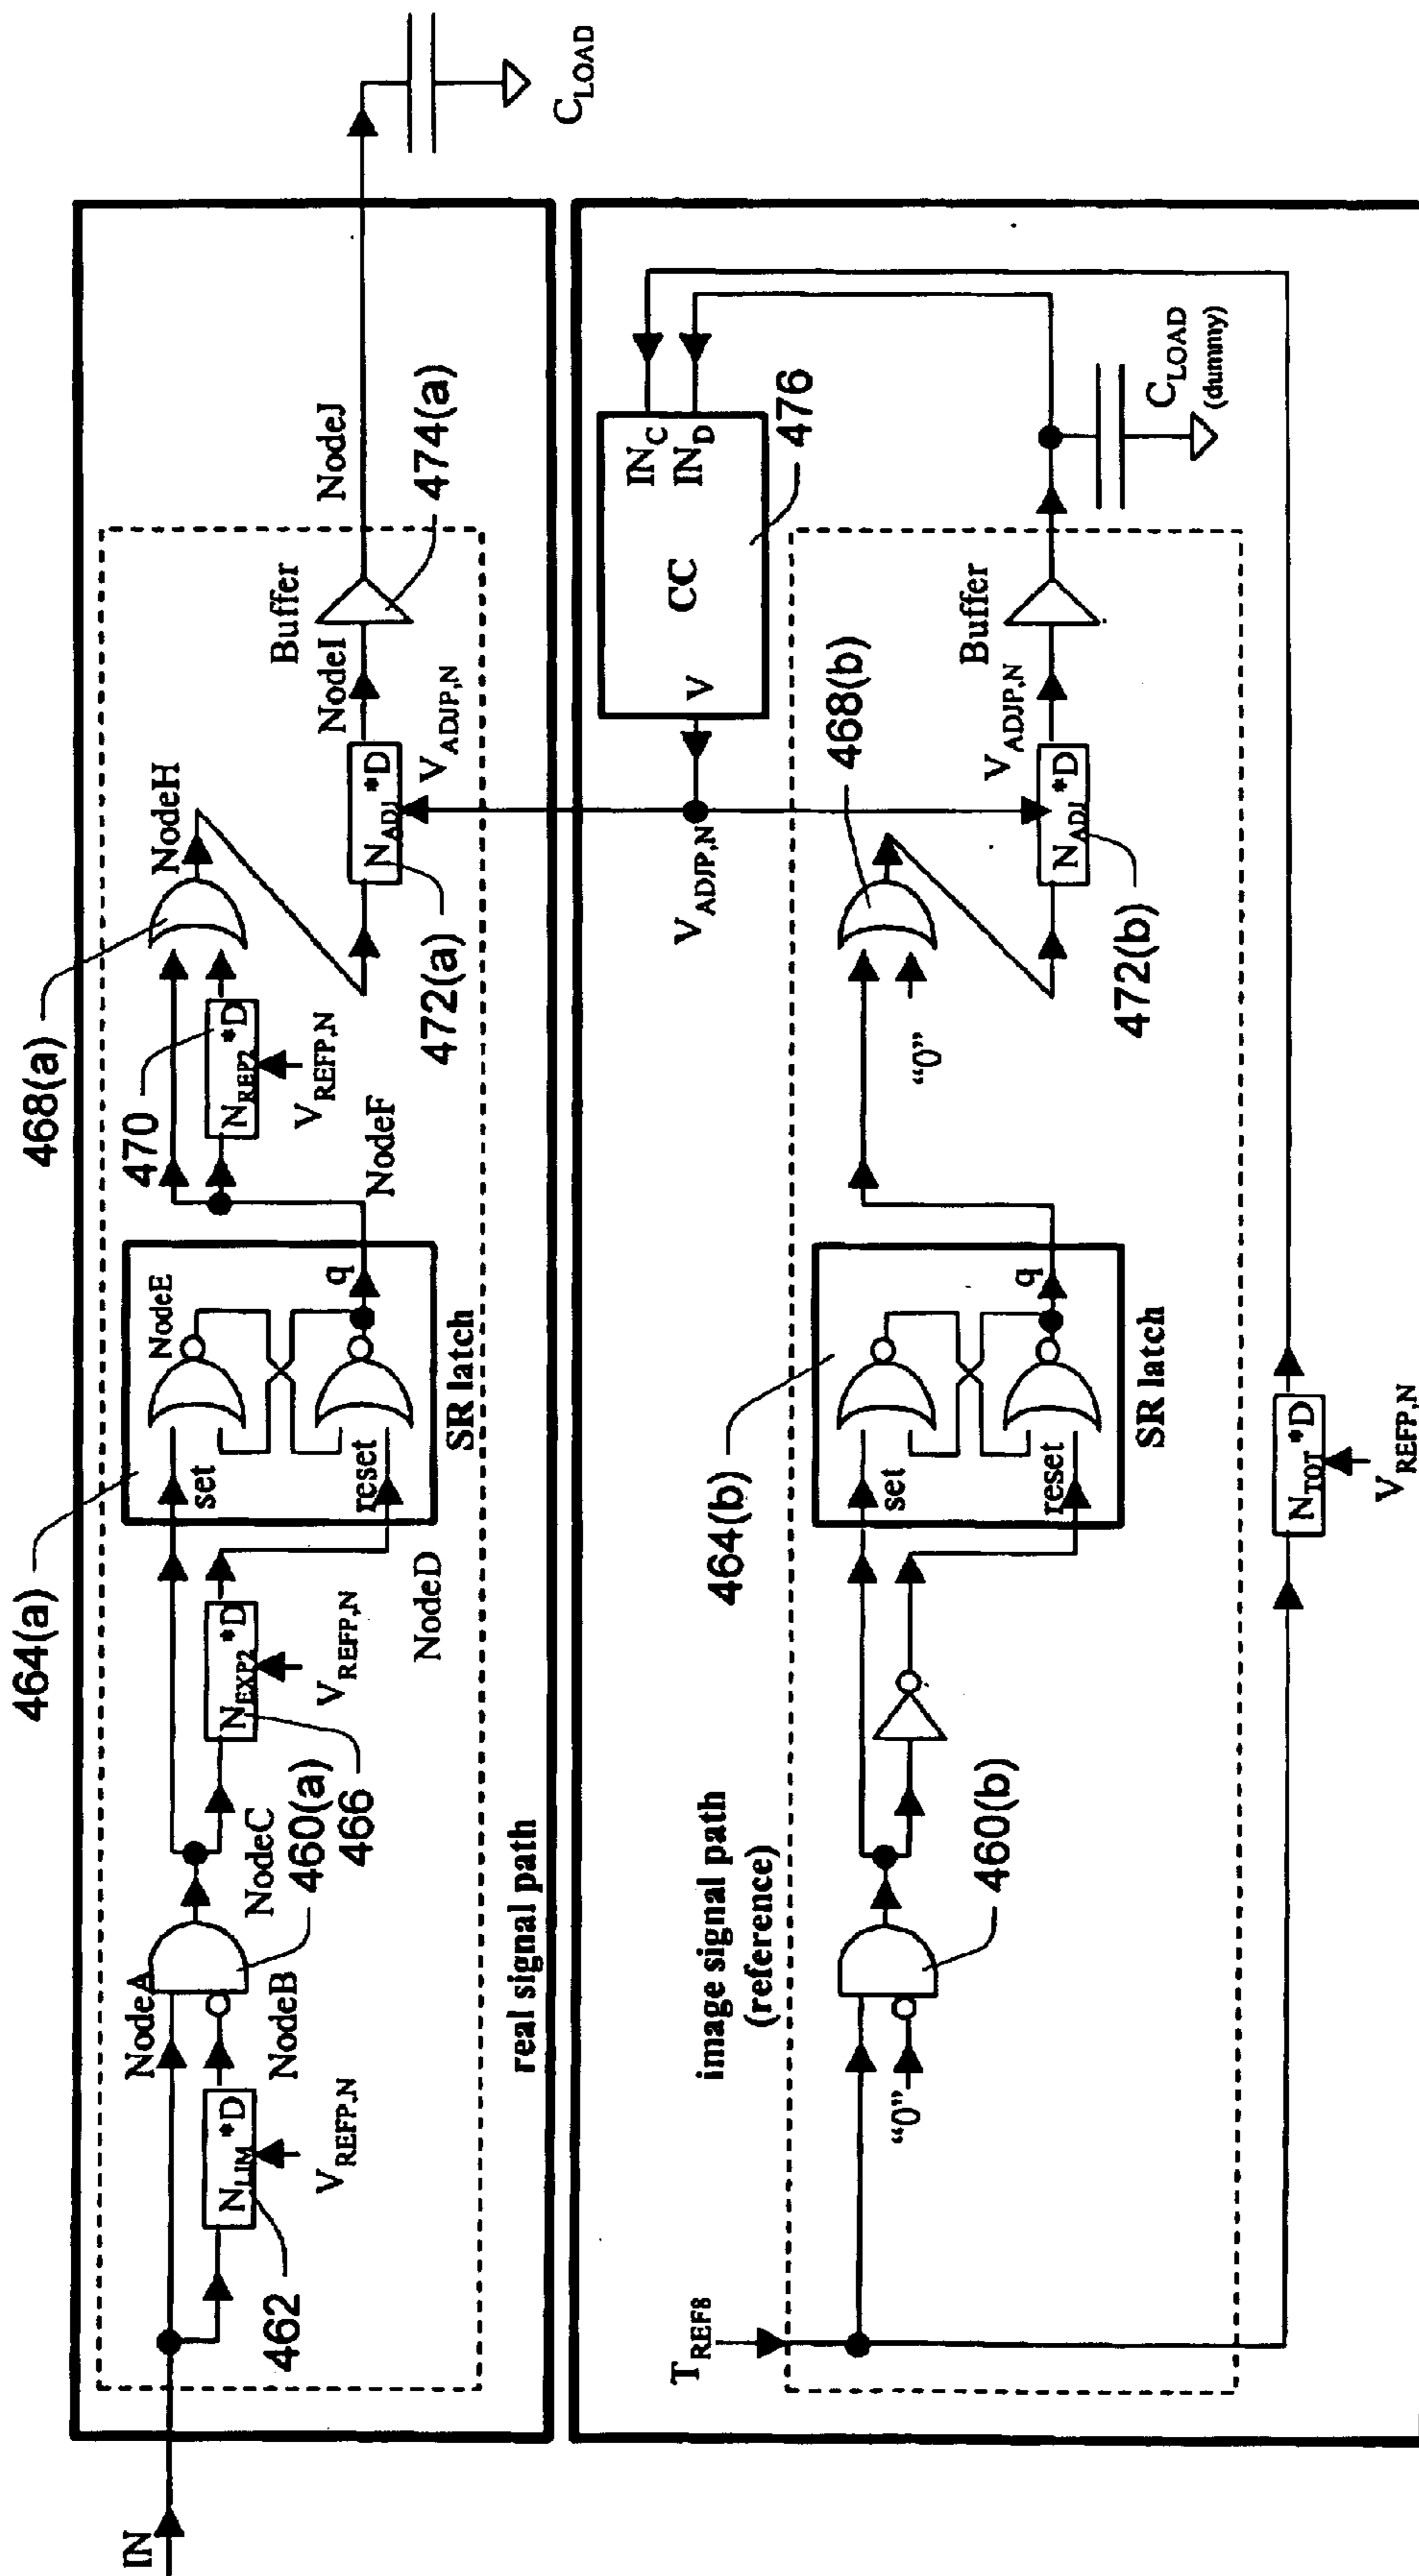 IN
NodeA
N_LIM *D
462
V_REFP,N
NodeB
NodeC
460(a)
466
N_EXP2 *D
V_REFP,N
NodeD
464(a)
set
reset
NodeE
q
SR latch
NodeF
470
N_REP2 *D
V_REFP,N
468(a)
NodeH
472(a)
N_ADJ *D
V_ADJP,N
NodeI
Buffer
474(a)
NodeJ
C_LOAD
real signal path
image signal path
(reference)
T_REF8
"0"
460(b)
464(b)
set
reset
q
SR latch
"0"
468(b)
V_ADJP,N
472(b)
N_ADJ *D
V_ADJP,N
Buffer
V
CC
IN_C
IN_D
476
C_LOAD
(dummy)
N_TOT *D
V_REFP,N